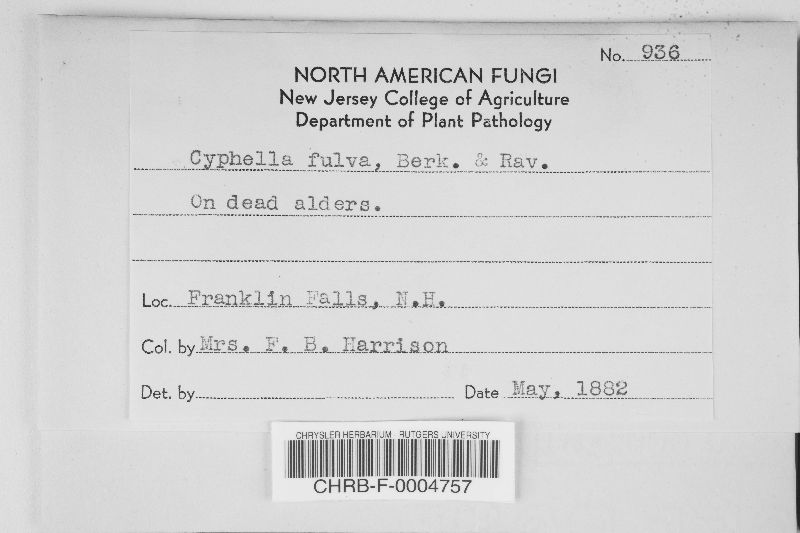 No. 936
NORTH AMERICAN FUNGI
New Jersey College of Agriculture
Department of Plant Pathology
Cyphella fulva, Berk. & Rav.
On dead alders.
Loc. Franklin Falls, N.H.
Col. by Mrs. F. B. Harrison
Det. by Date May, 1882
CHRYSLER HERBARIUM - RUTGERS UNIVERSITY
CHRB-F-0004757